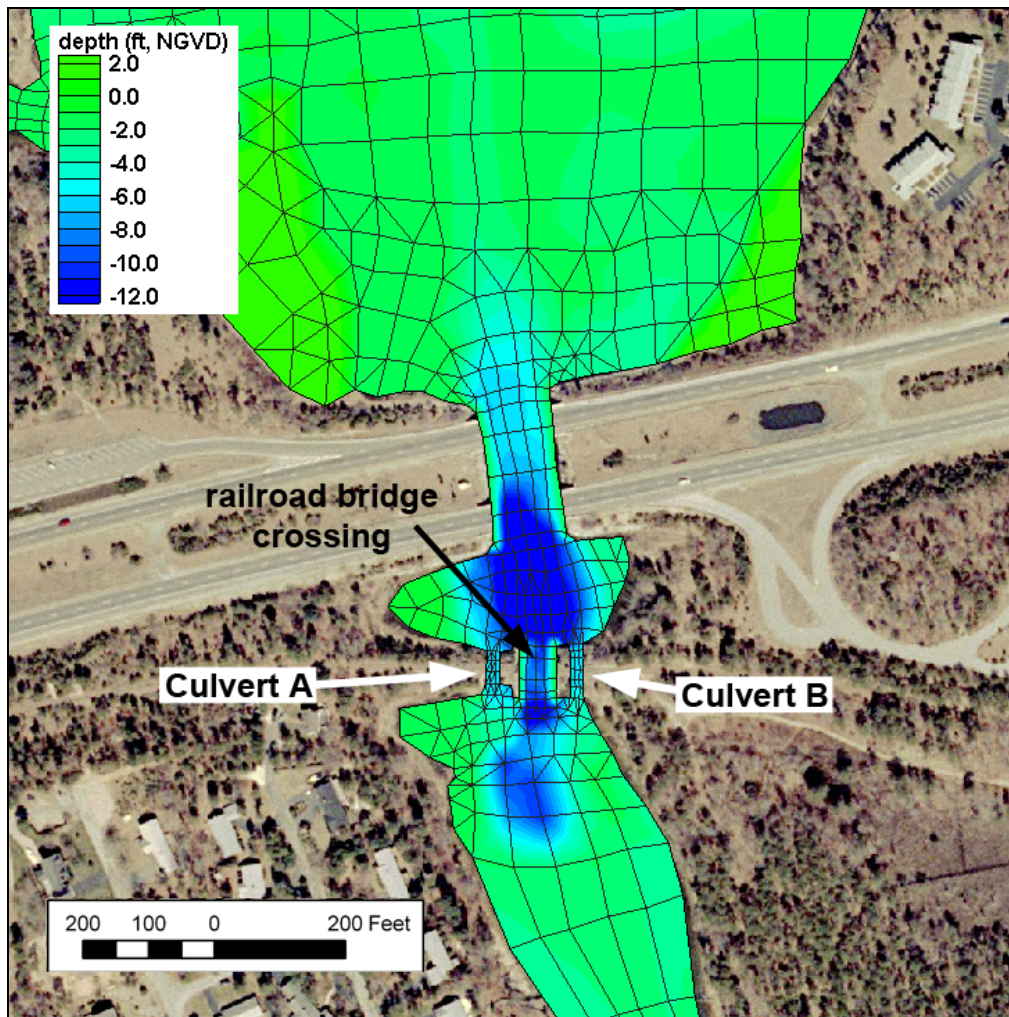 depth (ft, NGVD)
2.0
0.0
-2.0
-4.0
-6.0
-8.0
-10.0
-12.0
railroad bridge
crossing
Culvert A
Culvert B
200 100 0 200 Feet